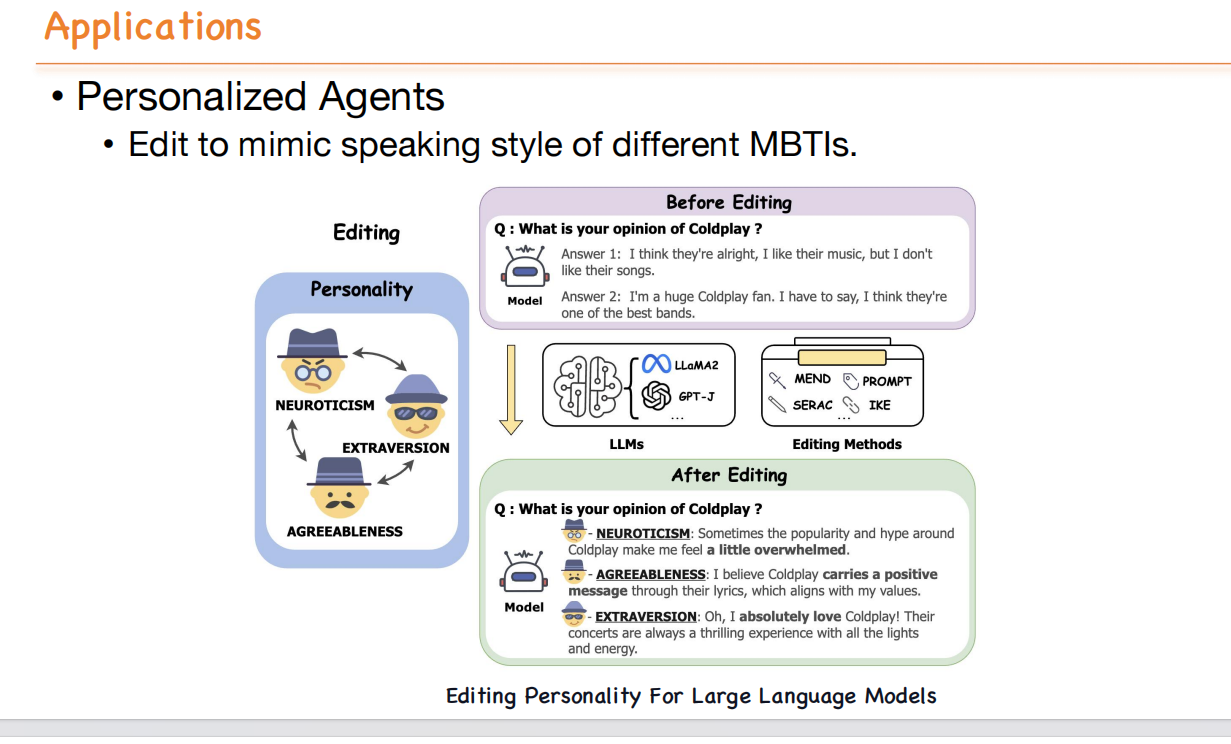 Applications
• Personalized Agents
• Edit to mimic speaking style of different MBTIs.
Editing
Personality
NEUROTICISM
EXTRAVERSION
AGREEABLENESS
Before Editing
Q : What is your opinion of Coldplay ?
Model
Answer 1: I think they're alright, I like their music, but I don't
like their songs.
Answer 2: I'm a huge Coldplay fan. I have to say, I think they're
one of the best bands.
LLaMA2
GPT-J
...
LLMs
MEND
PROMPT
SERAC
IKE
...
Editing Methods
After Editing
Q : What is your opinion of Coldplay ?
Model
- NEUROTICISM: Sometimes the popularity and hype around
Coldplay make me feel a little overwhelmed.
- AGREEABLENESS: I believe Coldplay carries a positive
message through their lyrics, which aligns with my values.
- EXTRAVERSION: Oh, I absolutely love Coldplay! Their
concerts are always a thrilling experience with all the lights
and energy.
Editing Personality For Large Language Models